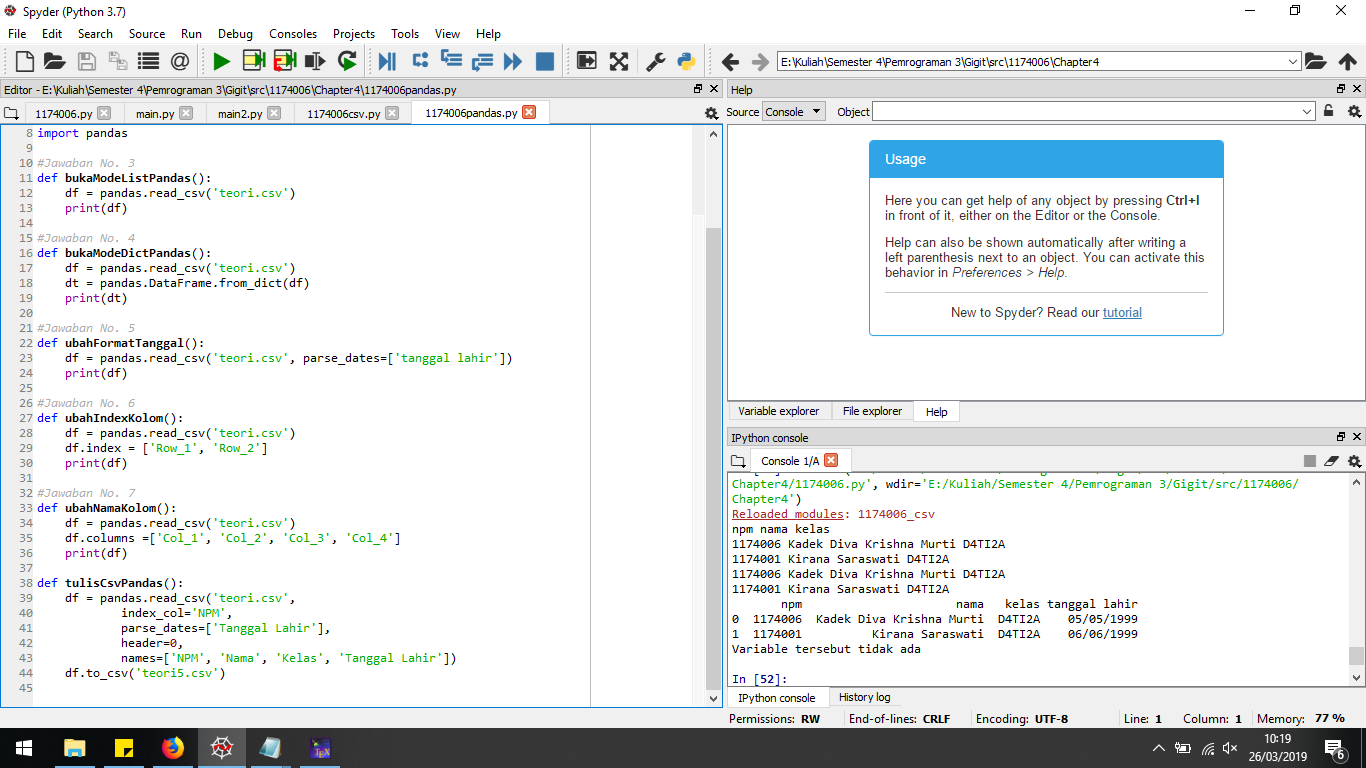 Spyder (Python 3.7)
File Edit Search Source Run Debug Consoles Projects Tools View Help
E:\Kuliah\Semester 4\Pemrograman 3\Gigit\src\1174006\Chapter4
Editor - E:\Kuliah\Semester 4\Pemrograman 3\Gigit\src\1174006\Chapter4\1174006pandas.py
1174006.py main.py main2.py 1174006csv.py 1174006pandas.py
8 import pandas
9
10 #Jawaban No. 3
11 def bukaModeListPandas():
12     df = pandas.read_csv('teori.csv')
13     print(df)
14
15 #Jawaban No. 4
16 def bukaModeDictPandas():
17     df = pandas.read_csv('teori.csv')
18     dt = pandas.DataFrame.from_dict(df)
19     print(dt)
20
21 #Jawaban No. 5
22 def ubahFormatTanggal():
23     df = pandas.read_csv('teori.csv', parse_dates=['tanggal lahir'])
24     print(df)
25
26 #Jawaban No. 6
27 def ubahIndexKolom():
28     df = pandas.read_csv('teori.csv')
29     df.index = ['Row_1', 'Row_2']
30     print(df)
31
32 #Jawaban No. 7
33 def ubahNamaKolom():
34     df = pandas.read_csv('teori.csv')
35     df.columns =['Col_1', 'Col_2', 'Col_3', 'Col_4']
36     print(df)
37
38 def tulisCsvPandas():
39     df = pandas.read_csv('teori.csv',
40             index_col='NPM',
41             parse_dates=['Tanggal Lahir'],
42             header=0,
43             names=['NPM', 'Nama', 'Kelas', 'Tanggal Lahir'])
44     df.to_csv('teori5.csv')
45
Help
Source Console Object
Usage
Here you can get help of any object by pressing Ctrl+I
in front of it, either on the Editor or the Console.
Help can also be shown automatically after writing a
left parenthesis next to an object. You can activate this
behavior in Preferences > Help.
New to Spyder? Read our tutorial
Variable explorer File explorer Help
IPython console
Console 1/A
Chapter4/1174006.py', wdir='E:/Kuliah/Semester 4/Pemrograman 3/Gigit/src/1174006/
Chapter4')
Reloaded modules: 1174006_csv
npm nama kelas
1174006 Kadek Diva Krishna Murti D4TI2A
1174001 Kirana Saraswati D4TI2A
1174006 Kadek Diva Krishna Murti D4TI2A
1174001 Kirana Saraswati D4TI2A
npm nama kelas tanggal lahir
0 1174006 Kadek Diva Krishna Murti D4TI2A 05/05/1999
1 1174001 Kirana Saraswati D4TI2A 06/06/1999
Variable tersebut tidak ada
In [52]:
IPython console History log
Permissions: RW End-of-lines: CRLF Encoding: UTF-8 Line: 1 Column: 1 Memory: 77 %
10:19
26/03/2019
6